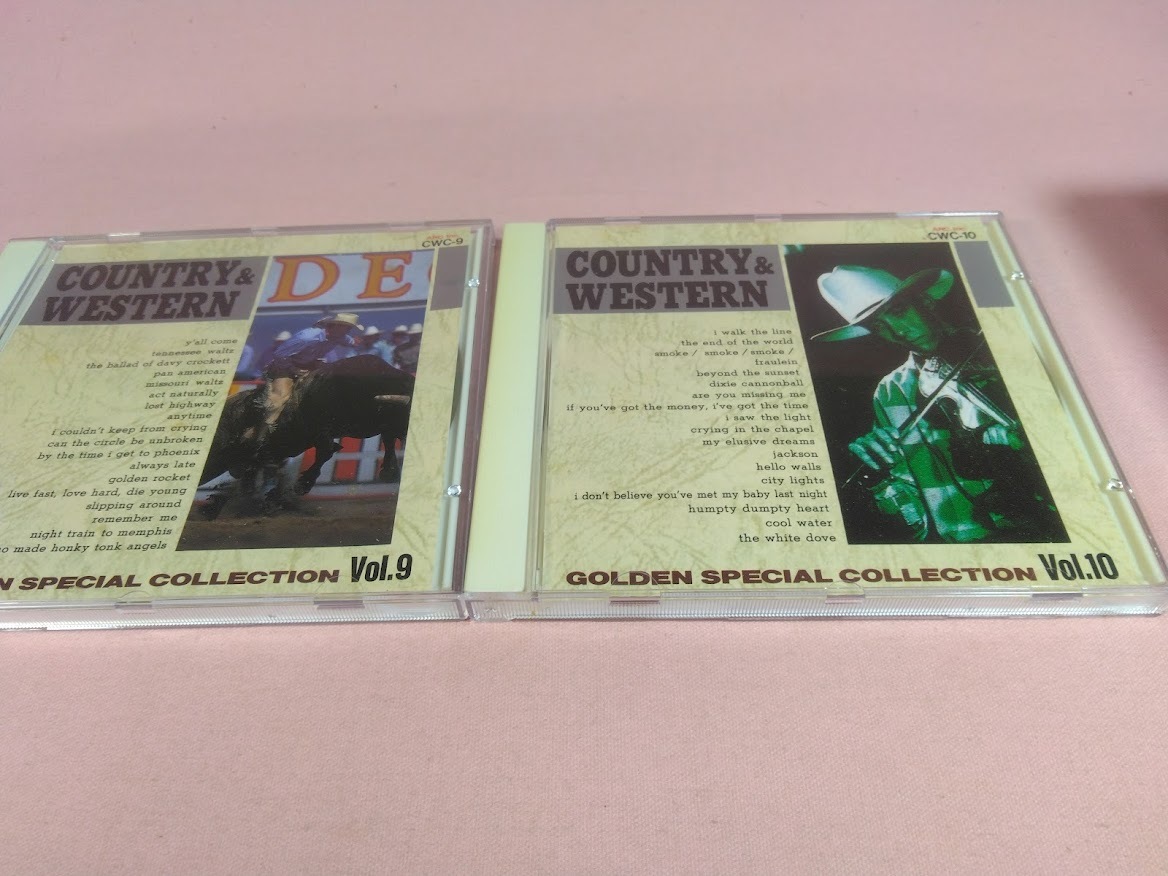 CWC-9
COUNTRY &
WESTERN
DE
y'all come
tennessee waltz
the ballad of davy crockett
pan american
missouri waltz
act naturally
lost highway
anytime
i couldn't keep from crying
can the circle be unbroken
by the time i get to phoenix
always late
golden rocket
live fast, love hard, die young
slipping around
remember me
night train to memphis
made honky tonk angels
SPECIAL COLLECTION Vol.9
CWC-10
COUNTRY &
WESTERN
i walk the line
the end of the world
smoke / smoke / smoke /
fraulein
beyond the sunset
dixie cannonball
are you missing me
if you've got the money, i've got the time
i saw the light
crying in the chapel
my elusive dreams
jackson
hello walls
city lights
i don't believe you've met my baby last night
humpty dumpty heart
cool water
the white dove
GOLDEN SPECIAL COLLECTION Vol.10